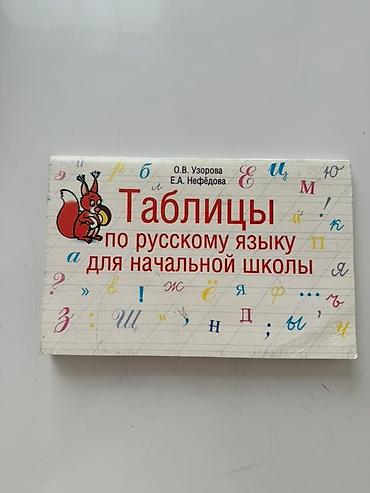 О.В. Узорова
Е.А. Нефёдова
Таблицы
по русскому языку
для начальной школы
э й р б л Е Ц М ю
! к П
а » в ! ж ё я ф ... ъ Я
З : Ш " , н Д ; ы ' Ч